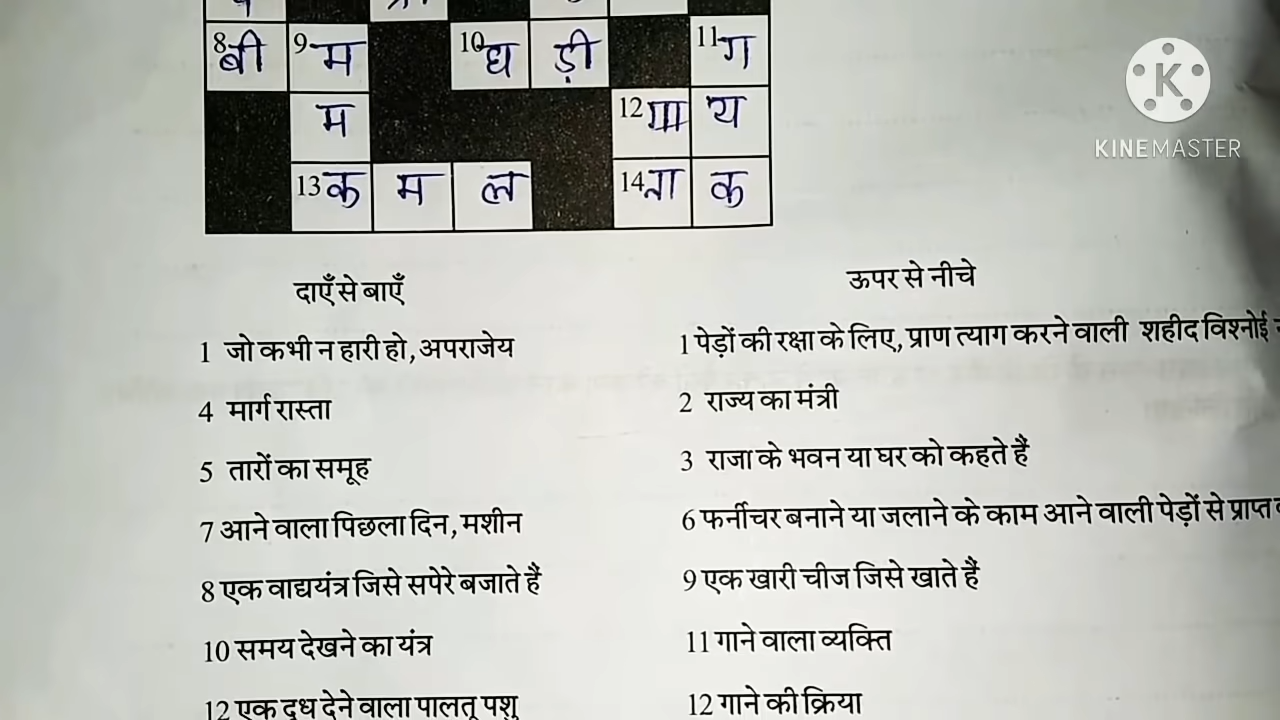 8बी 9म 10घ ड़ी 11ग
म 12गा य
13क म ल 14ना क
KINEMASTER
दाएँ से बाएँ
ऊपर से नीचे
1 जो कभी न हारी हो, अपराजेय
1 पेड़ों की रक्षा के लिए, प्राण त्याग करने वाली शहीद विश्नोई
4 मार्ग रास्ता
2 राज्य का मंत्री
5 तारों का समूह
3 राजा के भवन या घर को कहते हैं
7 आने वाला पिछला दिन, मशीन
6 फर्नीचर बनाने या जलाने के काम आने वाली पेड़ों से प्राप्त
8 एक वाद्ययंत्र जिसे सपेरे बजाते हैं
9 एक खारी चीज जिसे खाते हैं
10 समय देखने का यंत्र
11 गाने वाला व्यक्ति
12 एक दूध देने वाला पालतू पशु
12 गाने की क्रिया